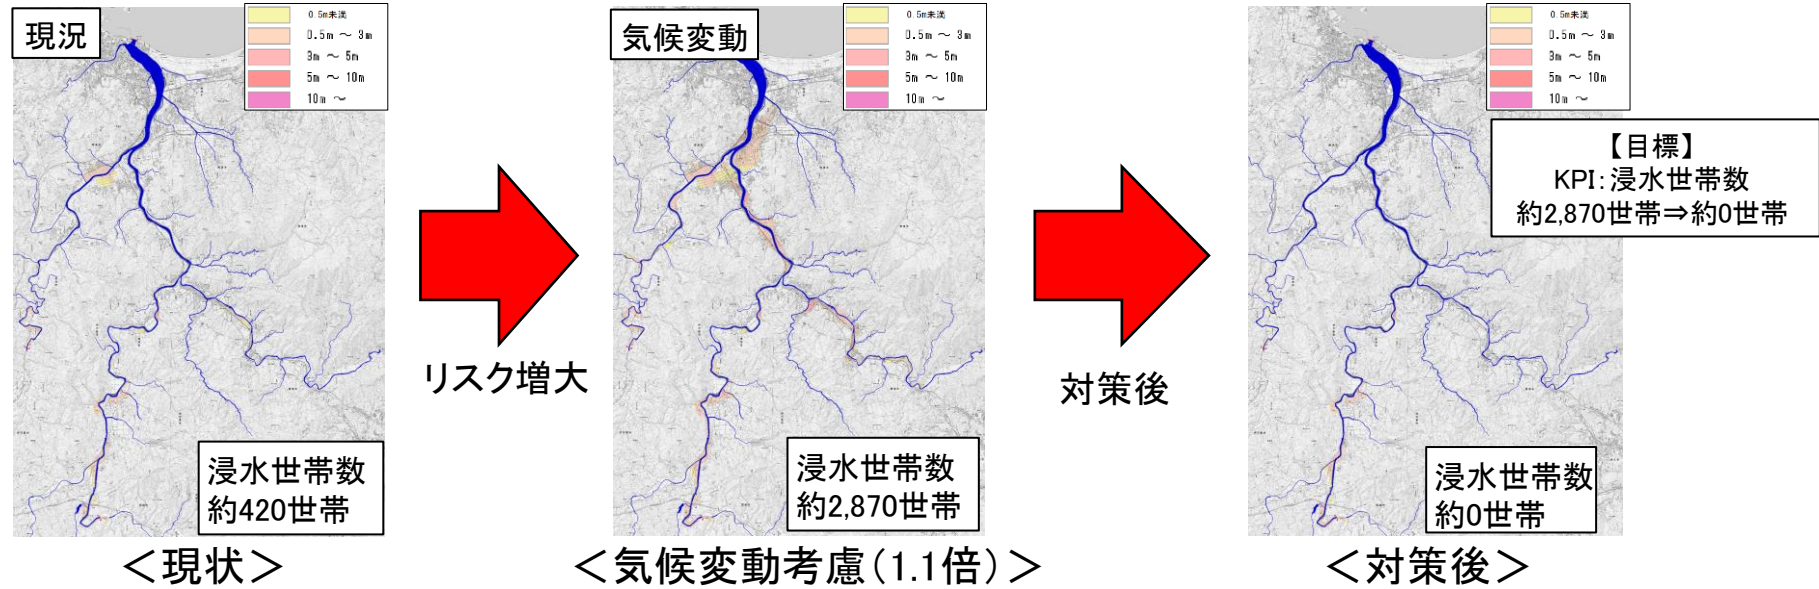 現況
0.5m未満
0.5m ～ 3m
3m ～ 5m
5m ～ 10m
10m ～
浸水世帯数
約420世帯
＜現状＞
リスク増大
気候変動
0.5m未満
0.5m ～ 3m
3m ～ 5m
5m ～ 10m
10m ～
浸水世帯数
約2,870世帯
＜気候変動考慮（1.1倍）＞
対策後
0.5m未満
0.5m ～ 3m
3m ～ 5m
5m ～ 10m
10m ～
【目標】
KPI：浸水世帯数
約2,870世帯⇒約0世帯
浸水世帯数
約0世帯
＜対策後＞